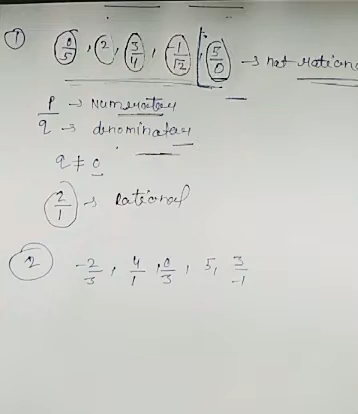 1 0/5, 2, 3/4, -1/12, 5/0 → not rational
p/q → Numerator
→ denominator
q ≠ 0
2/1 → Rational
2 -2/3, 4/1, 0/3, 5, 3/-1